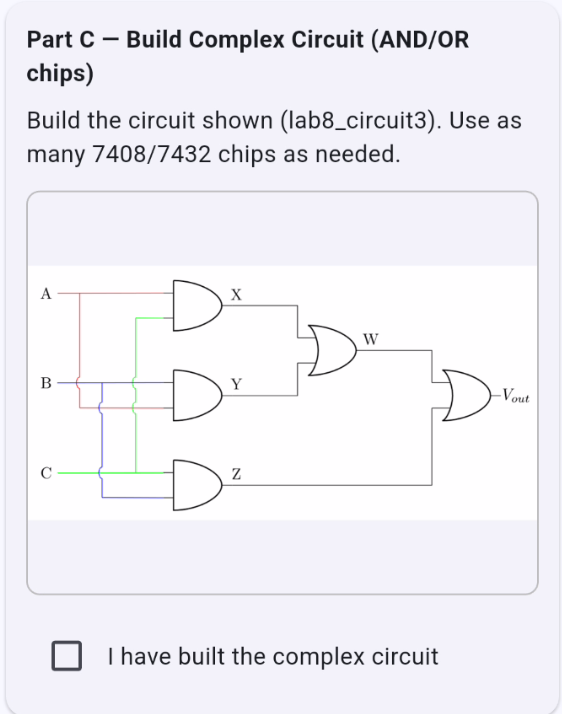 Part C — Build Complex Circuit (AND/OR
chips)
Build the circuit shown (lab8_circuit3). Use as
many 7408/7432 chips as needed.
A
X
W
B
Y
Vout
C
Z
I have built the complex circuit